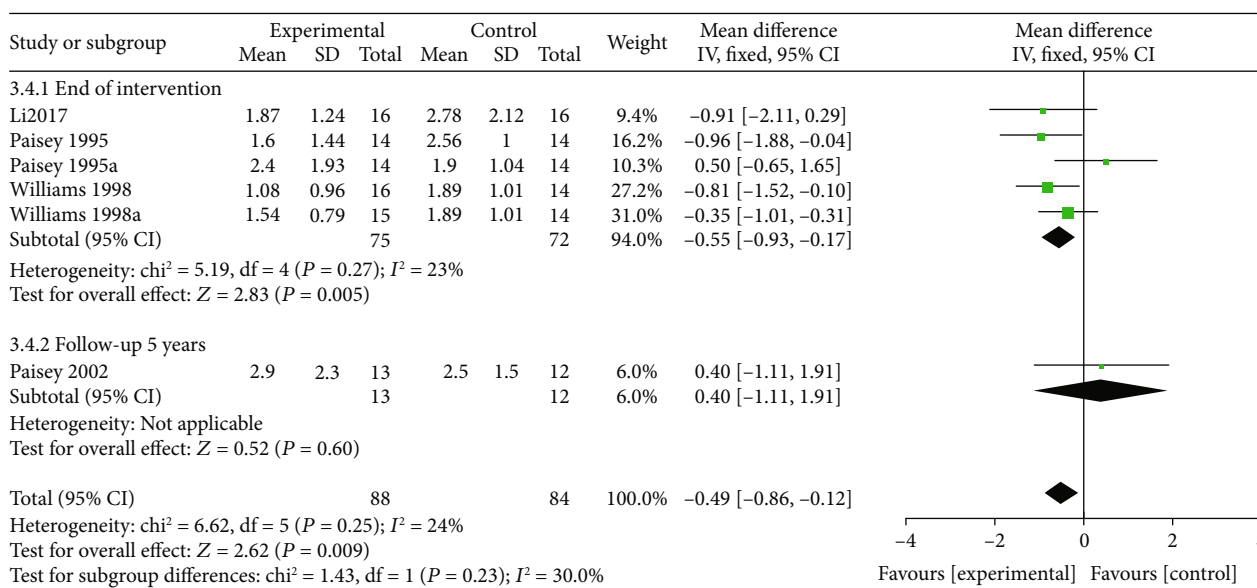 Study or subgroup Experimental Control Weight Mean difference Mean difference
Mean SD Total Mean SD Total IV, fixed, 95% CI IV, fixed, 95% CI
3.4.1 End of intervention
Li2017 1.87 1.24 16 2.78 2.12 16 9.4% −0.91 [−2.11, 0.29]
Paisey 1995 1.6 1.44 14 2.56 1 14 16.2% −0.96 [−1.88, −0.04]
Paisey 1995a 2.4 1.93 14 1.9 1.04 14 10.3% 0.50 [−0.65, 1.65]
Williams 1998 1.08 0.96 16 1.89 1.01 14 27.2% −0.81 [−1.52, −0.10]
Williams 1998a 1.54 0.79 15 1.89 1.01 14 31.0% −0.35 [−1.01, −0.31]
Subtotal (95% CI) 75 72 94.0% −0.55 [−0.93, −0.17]
Heterogeneity: chi² = 5.19, df = 4 (P = 0.27); I² = 23%
Test for overall effect: Z = 2.83 (P = 0.005)
3.4.2 Follow-up 5 years
Paisey 2002 2.9 2.3 13 2.5 1.5 12 6.0% 0.40 [−1.11, 1.91]
Subtotal (95% CI) 13 12 6.0% 0.40 [−1.11, 1.91]
Heterogeneity: Not applicable
Test for overall effect: Z = 0.52 (P = 0.60)
Total (95% CI) 88 84 100.0% −0.49 [−0.86, −0.12]
Heterogeneity: chi² = 6.62, df = 5 (P = 0.25); I² = 24%
Test for overall effect: Z = 2.62 (P = 0.009)
Test for subgroup differences: chi² = 1.43, df = 1 (P = 0.23); I² = 30.0%
−4 −2 0 2
Favours [experimental] Favours [control]